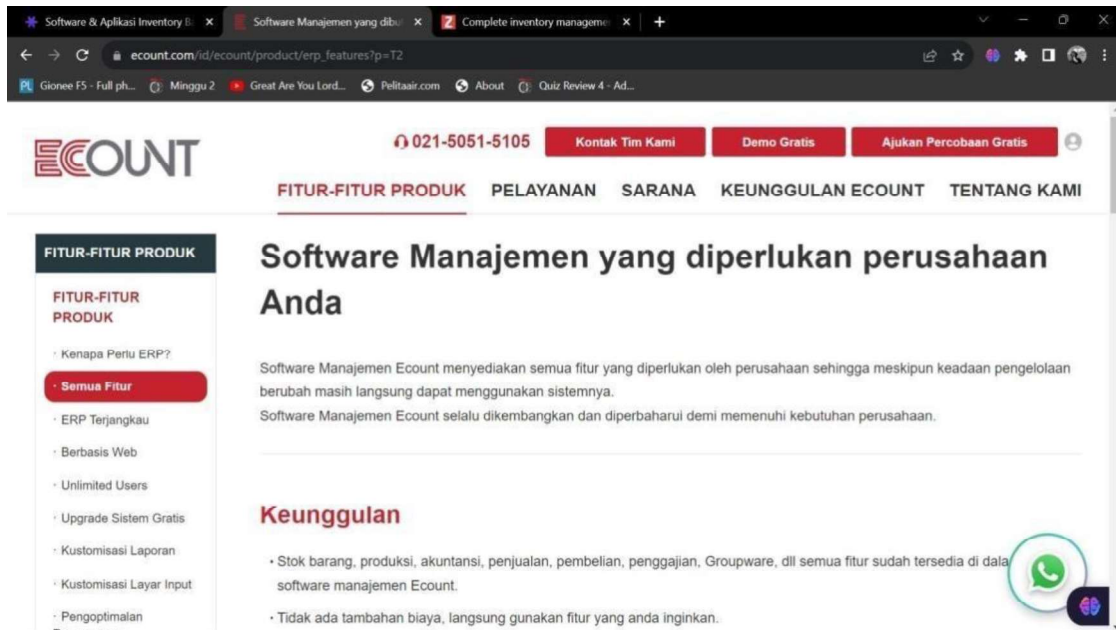 Software & Aplikasi Inventory B
Software Manajemen yang dibu
Complete inventory manageme
ecount.com/id/ecount/product/erp_features?p=T2
Gionee F5 - Full ph...
Minggu 2
Great Are You Lord...
Pelitaair.com
About
Quiz Review 4 - Ad...
ECOUNT
021-5051-5105
Kontak Tim Kami
Demo Gratis
Ajukan Percobaan Gratis
FITUR-FITUR PRODUK
PELAYANAN
SARANA
KEUNGGULAN ECOUNT
TENTANG KAMI
FITUR-FITUR PRODUK
FITUR-FITUR
PRODUK
· Kenapa Perlu ERP?
· Semua Fitur
· ERP Terjangkau
· Berbasis Web
· Unlimited Users
· Upgrade Sistem Gratis
· Kustomisasi Laporan
· Kustomisasi Layar Input
· Pengoptimalan
Software Manajemen yang diperlukan perusahaan
Anda
Software Manajemen Ecount menyediakan semua fitur yang diperlukan oleh perusahaan sehingga meskipun keadaan pengelolaan
berubah masih langsung dapat menggunakan sistemnya.
Software Manajemen Ecount selalu dikembangkan dan diperbaharui demi memenuhi kebutuhan perusahaan.
Keunggulan
• Stok barang, produksi, akuntansi, penjualan, pembelian, penggajian, Groupware, dll semua fitur sudah tersedia di dala
software manajemen Ecount.
• Tidak ada tambahan biaya, langsung gunakan fitur yang anda inginkan.